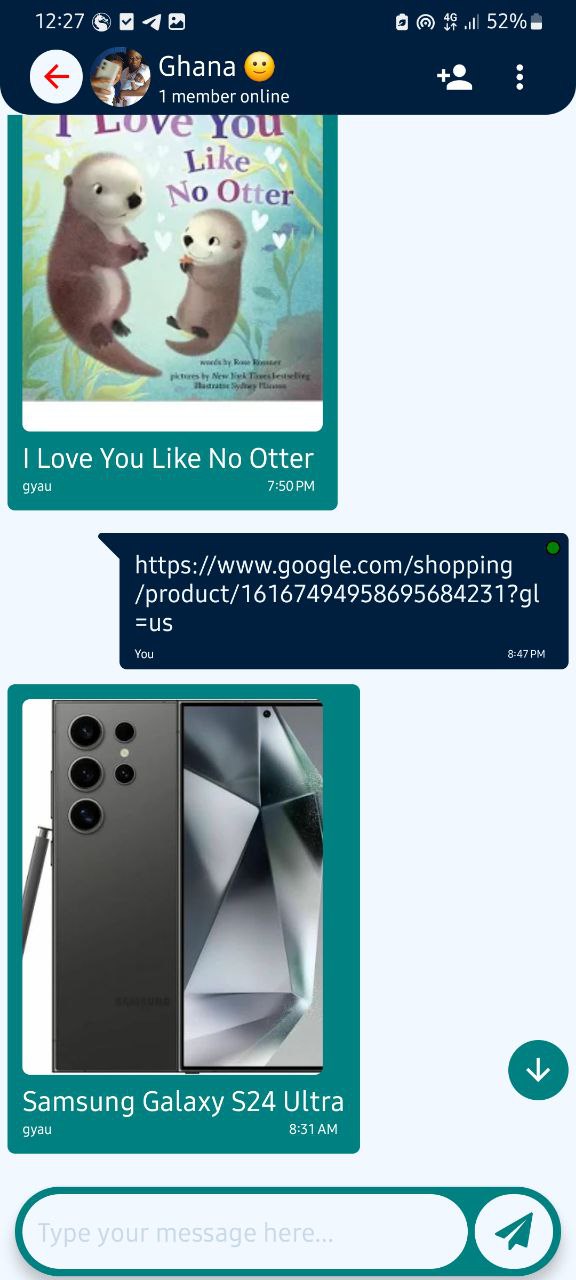 12:27
4G
52%
Ghana 🙂
1 member online
I Love You
Like
No Otter
words by Rose Rossner
pictures by New York Times bestselling
illustrator Sydney Hanson
I Love You Like No Otter
gyau 7:50 PM
https://www.google.com/shopping
/product/16167494958695684231?gl
=us
You 8:47 PM
SAMSUNG
Samsung Galaxy S24 Ultra
gyau 8:31 AM
Type your message here...